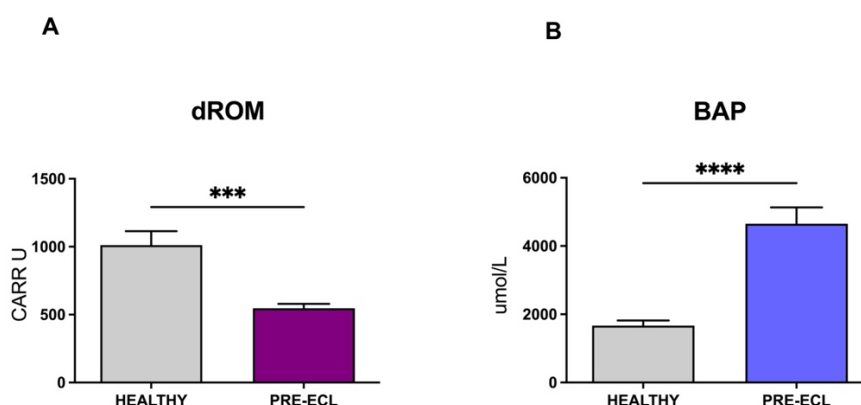 A
dROM
CARR U
1500
1000
500
0
***
HEALTHY
PRE-ECL
B
BAP
umol/L
6000
4000
2000
0
****
HEALTHY
PRE-ECL